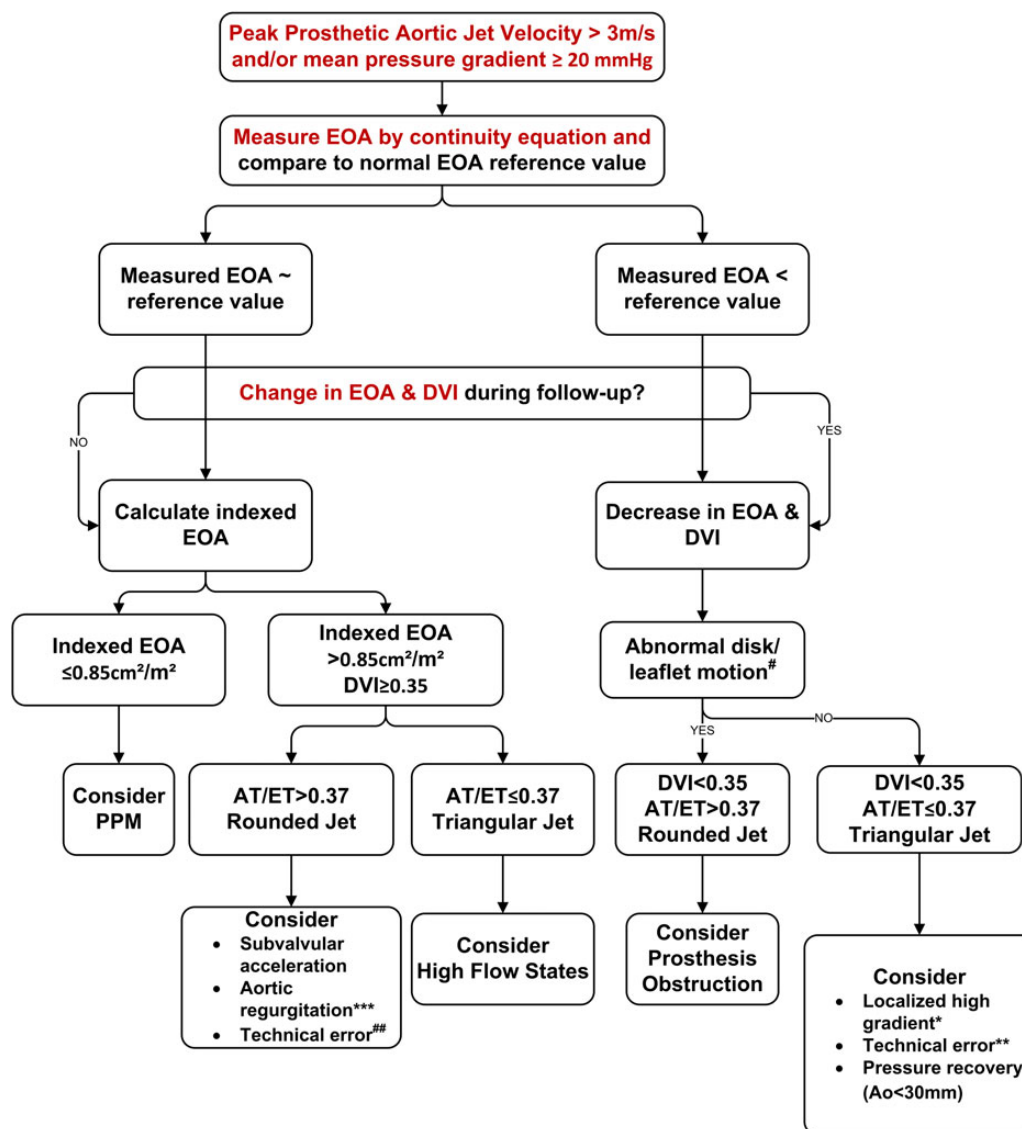 Peak Prosthetic Aortic Jet Velocity > 3m/s
and/or mean pressure gradient ≥ 20 mmHg
Measure EOA by continuity equation and
compare to normal EOA reference value
Measured EOA ~
reference value
Measured EOA <
reference value
Change in EOA & DVI during follow-up?
NO
YES
Calculate indexed
EOA
Decrease in EOA &
DVI
Indexed EOA
≤0.85cm²/m²
Indexed EOA
>0.85cm²/m²
DVI≥0.35
Abnormal disk/
leaflet motion#
YES
NO
Consider
PPM
AT/ET>0.37
Rounded Jet
AT/ET≤0.37
Triangular Jet
DVI<0.35
AT/ET>0.37
Rounded Jet
DVI<0.35
AT/ET≤0.37
Triangular Jet
Consider
• Subvalvular
acceleration
• Aortic
regurgitation***
• Technical error##
Consider
High Flow States
Consider
Prosthesis
Obstruction
Consider
• Localized high
gradient*
• Technical error**
• Pressure recovery
(Ao<30mm)